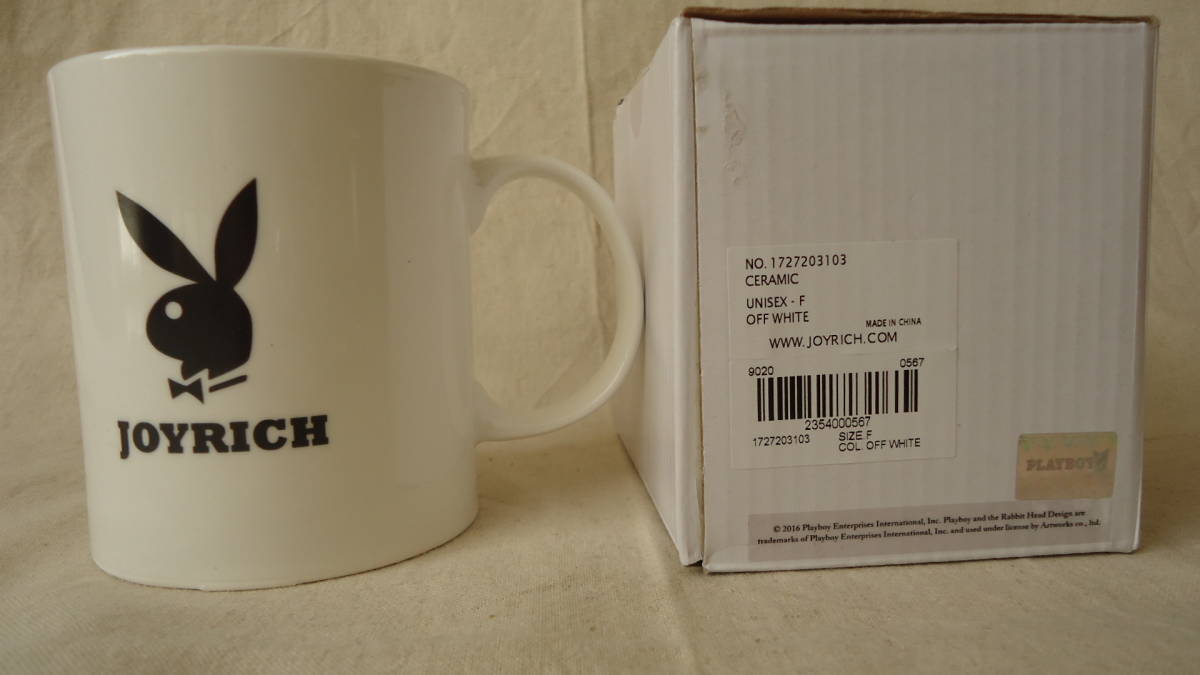 JOYRICH
NO. 1727203103
CERAMIC
UNISEX - F
OFF WHITE
MADE IN CHINA
WWW.JOYRICH.COM
9020 0567
2354000567
1727203103 SIZE.F
COL. OFF WHITE
PLAYBOY
© 2016 Playboy Enterprises International, Inc. Playboy and the Rabbit Head Design are
trademarks of Playboy Enterprises International, Inc. and used under license by Artworks co., ltd.